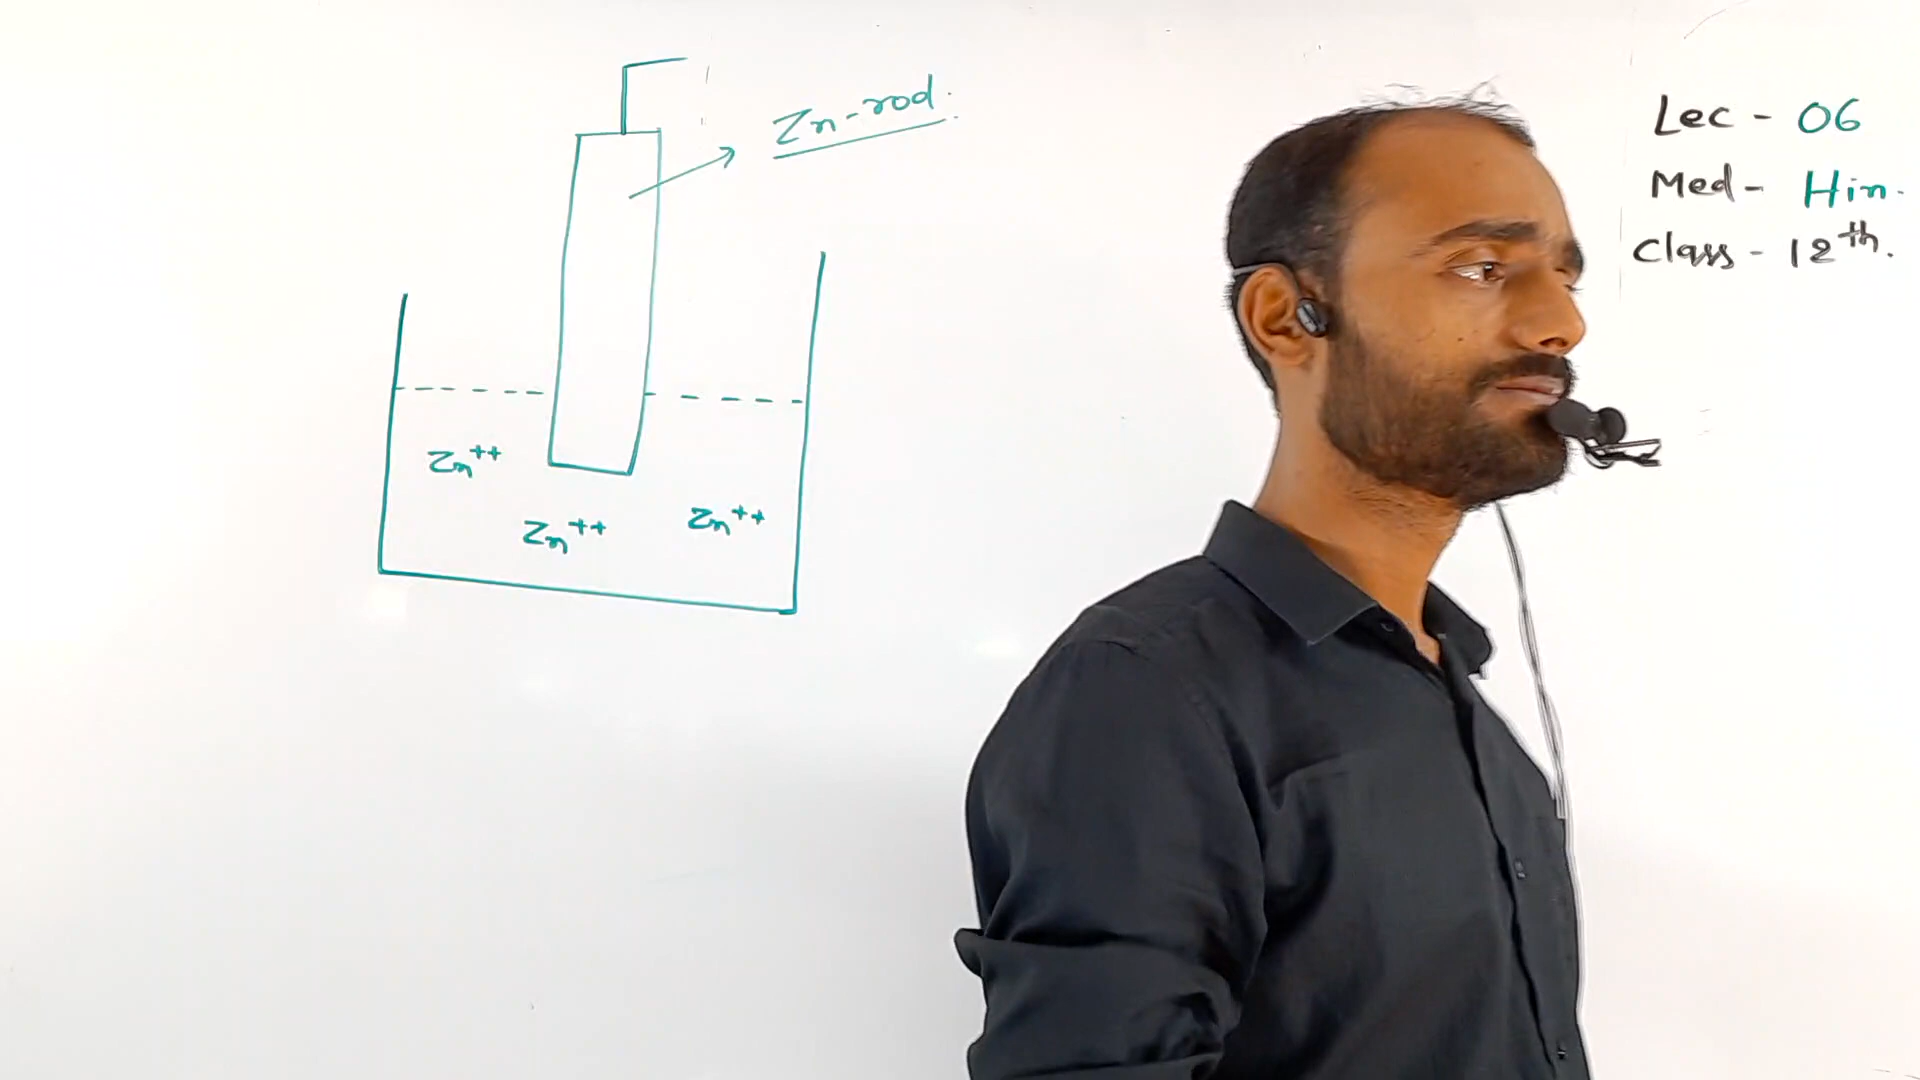 Zn-rod.
Zn++
Zn++
Zn++
Lec - 06
Med - Hin.
Class - 12th.